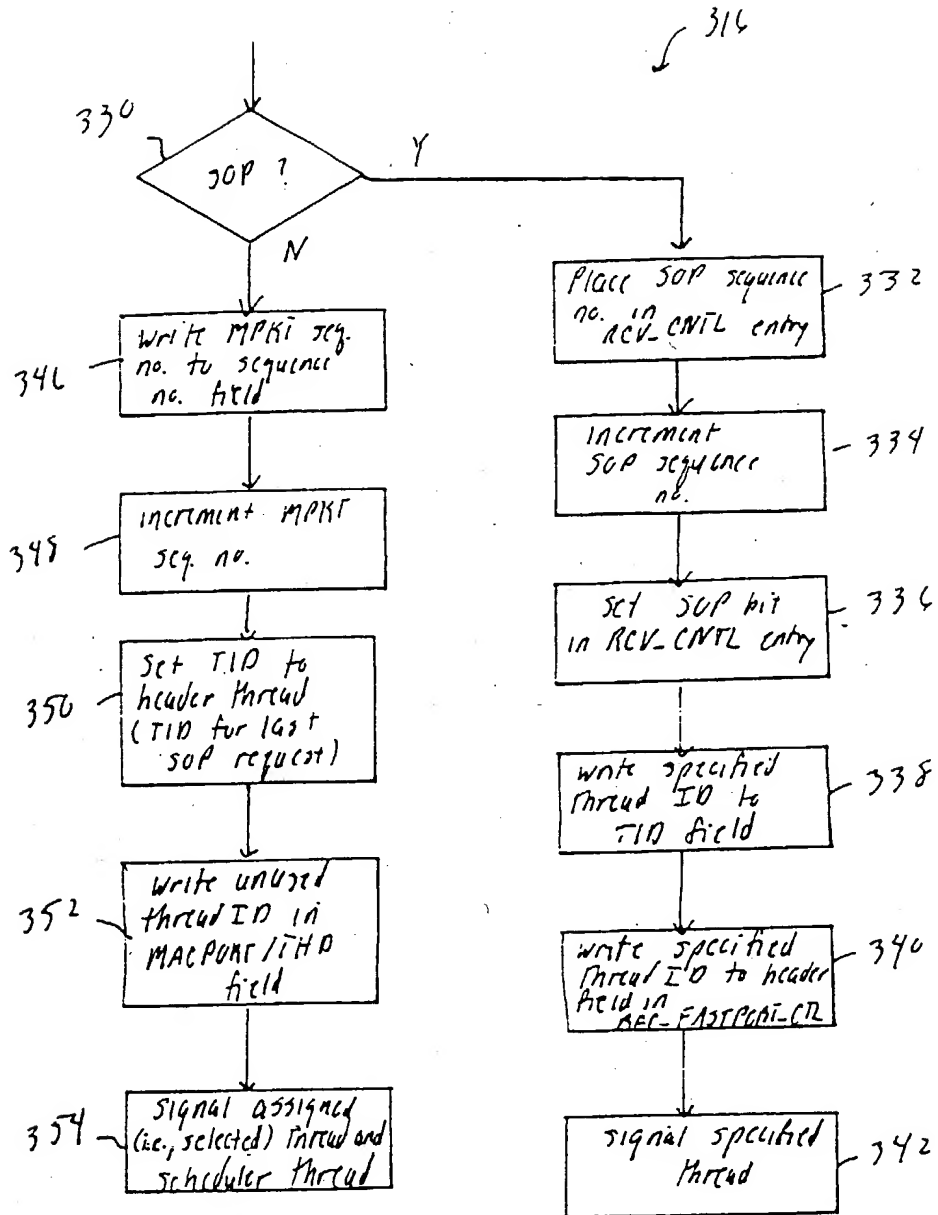 316
330
SOP ?
Y
N
Place SOP sequence
no. in
RCV_CNTL entry
332
Increment
SOP sequence
no.
334
Set SOP bit
in RCV_CNTL entry
336
Write specified
Thread ID to
TID field
338
Write specified
Thread ID to header
field in
REC_FASTPORT_CTL
340
Signal specified
thread
342
Write MPKT seq.
no. to sequence
no. field
346
increment MPKT
seq. no.
348
Set TID to
header thread
(TID for last
SOP request)
350
Write unused
thread ID in
MACPORT/THD
field
352
Signal assigned
(i.e., selected) Thread and
scheduler thread
354